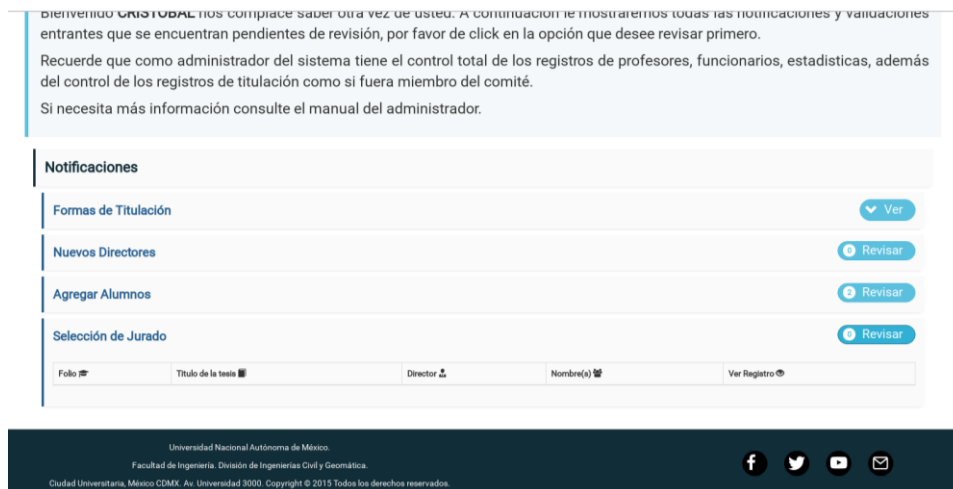 Bienvenido CRISTOBAL nos complace saber otra vez de usted. A continuación le mostraremos todas las notificaciones y validaciones
entrantes que se encuentran pendientes de revisión, por favor de click en la opción que desee revisar primero.
Recuerde que como administrador del sistema tiene el control total de los registros de profesores, funcionarios, estadisticas, además
del control de los registros de titulación como si fuera miembro del comité.
Si necesita más información consulte el manual del administrador.
Notificaciones
Formas de Titulación Ver
Nuevos Directores 0 Revisar
Agregar Alumnos 2 Revisar
Selección de Jurado 0 Revisar
Folio Titulo de la tesis Director Nombre(s) Ver Registro
Universidad Nacional Autónoma de México.
Facultad de Ingeniería. División de Ingenierías Civil y Geomática.
Ciudad Universitaria, México CDMX. Av. Universidad 3000. Copyright © 2015 Todos los derechos reservados.